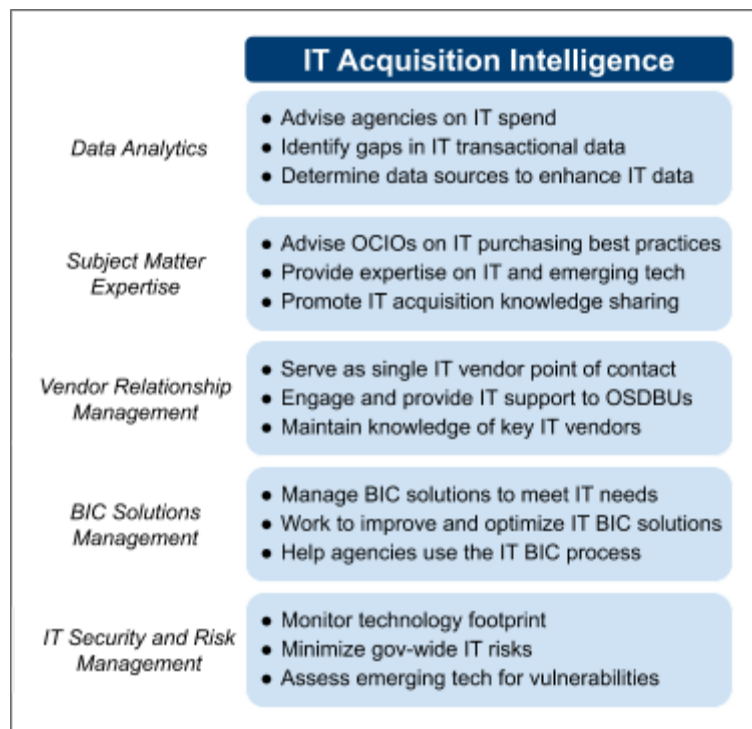 IT Acquisition Intelligence
Data Analytics
● Advise agencies on IT spend
● Identify gaps in IT transactional data
● Determine data sources to enhance IT data
Subject Matter
Expertise
● Advise OCIOs on IT purchasing best practices
● Provide expertise on IT and emerging tech
● Promote IT acquisition knowledge sharing
Vendor Relationship
Management
● Serve as single IT vendor point of contact
● Engage and provide IT support to OSDBUs
● Maintain knowledge of key IT vendors
BIC Solutions
Management
● Manage BIC solutions to meet IT needs
● Work to improve and optimize IT BIC solutions
● Help agencies use the IT BIC process
IT Security and Risk
Management
● Monitor technology footprint
● Minimize gov-wide IT risks
● Assess emerging tech for vulnerabilities